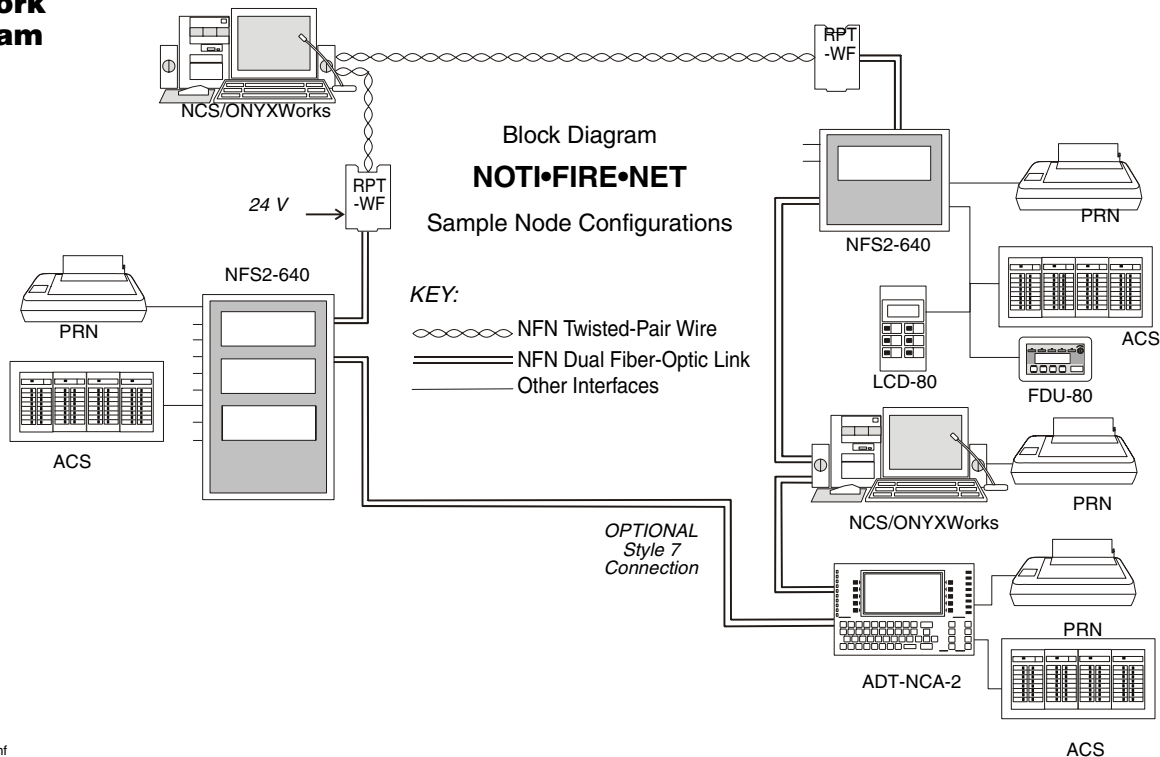 ork
am
NCS/ONYXWorks
RPT
-WF
Block Diagram
NOTI•FIRE•NET
Sample Node Configurations
24 V
RPT
-WF
PRN
NFS2-640
NFS2-640
KEY:
NFN Twisted-Pair Wire
NFN Dual Fiber-Optic Link
Other Interfaces
PRN
ACS
LCD-80
FDU-80
ACS
PRN
NCS/ONYXWorks
OPTIONAL
Style 7
Connection
PRN
ADT-NCA-2
ACS
nf